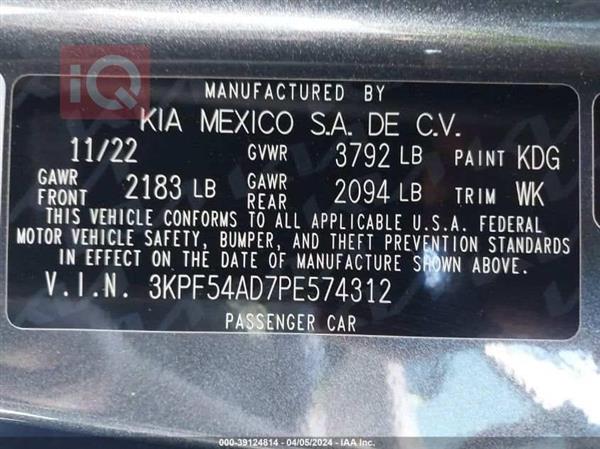 iQ
MANUFACTURED BY
KIA MEXICO S.A. DE C.V.
11/22 GVWR 3792 LB PAINT KDG
GAWR FRONT 2183 LB GAWR REAR 2094 LB TRIM WK
THIS VEHICLE CONFORMS TO ALL APPLICABLE U.S.A. FEDERAL
MOTOR VEHICLE SAFETY, BUMPER, AND THEFT PREVENTION STANDARDS
IN EFFECT ON THE DATE OF MANUFACTURE SHOWN ABOVE.
V.I.N. 3KPF54AD7PE574312
PASSENGER CAR
000-39124814 - 04/05/2024 - IAA Inc.